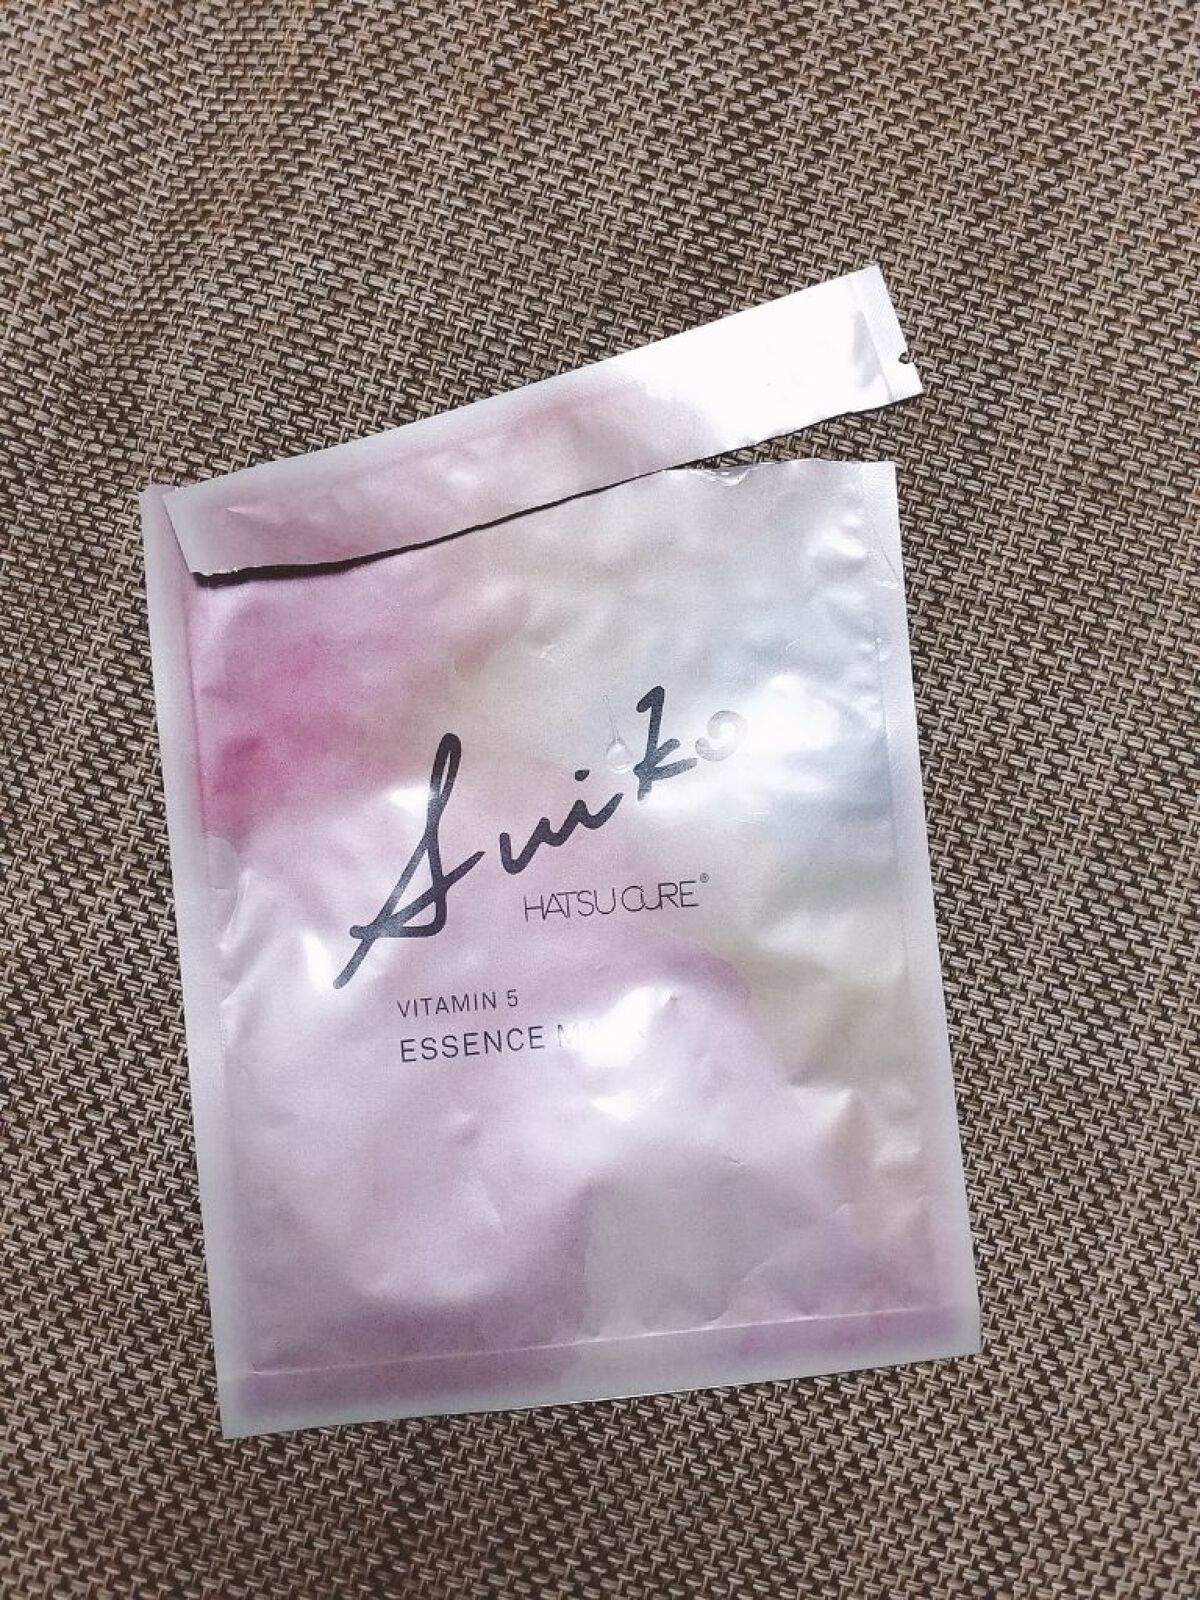 Suiko
HATSU CURE®
VITAMIN 5
ESSENCE